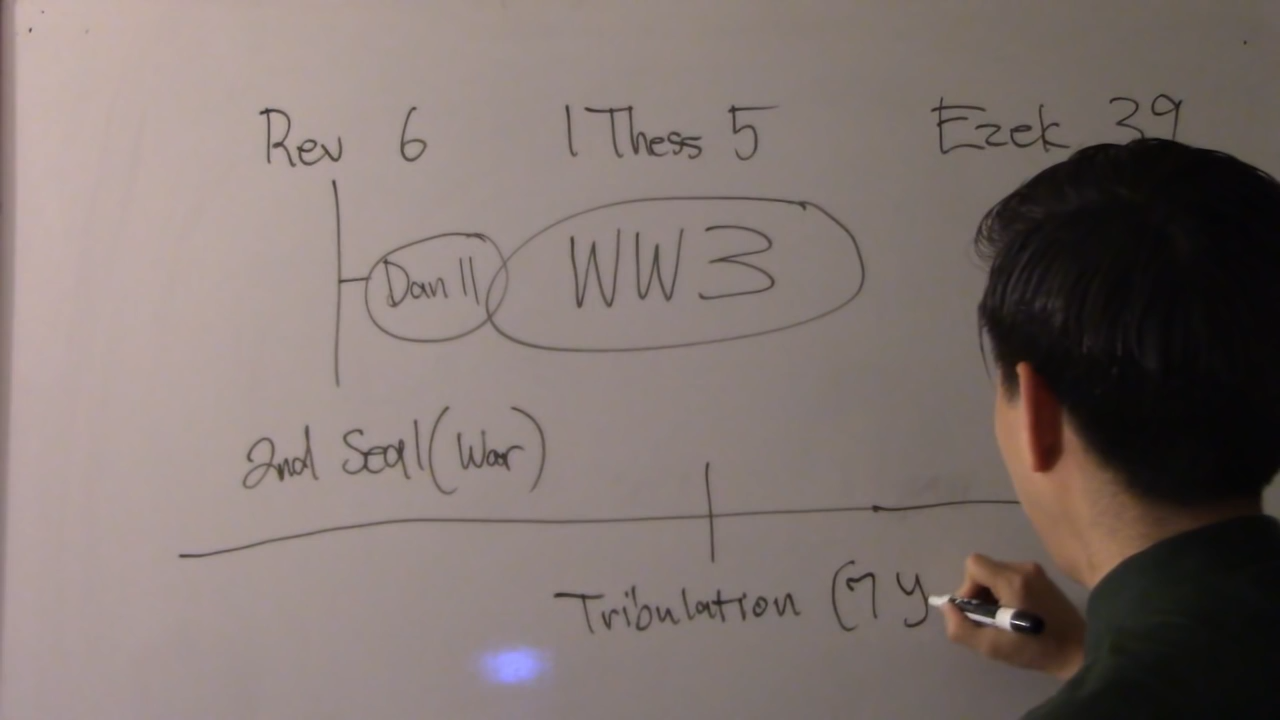 Rev 6 1 Thess 5 Ezek 39
Dan 11 WW3
2nd Seal (War)
Tribulation (7 y